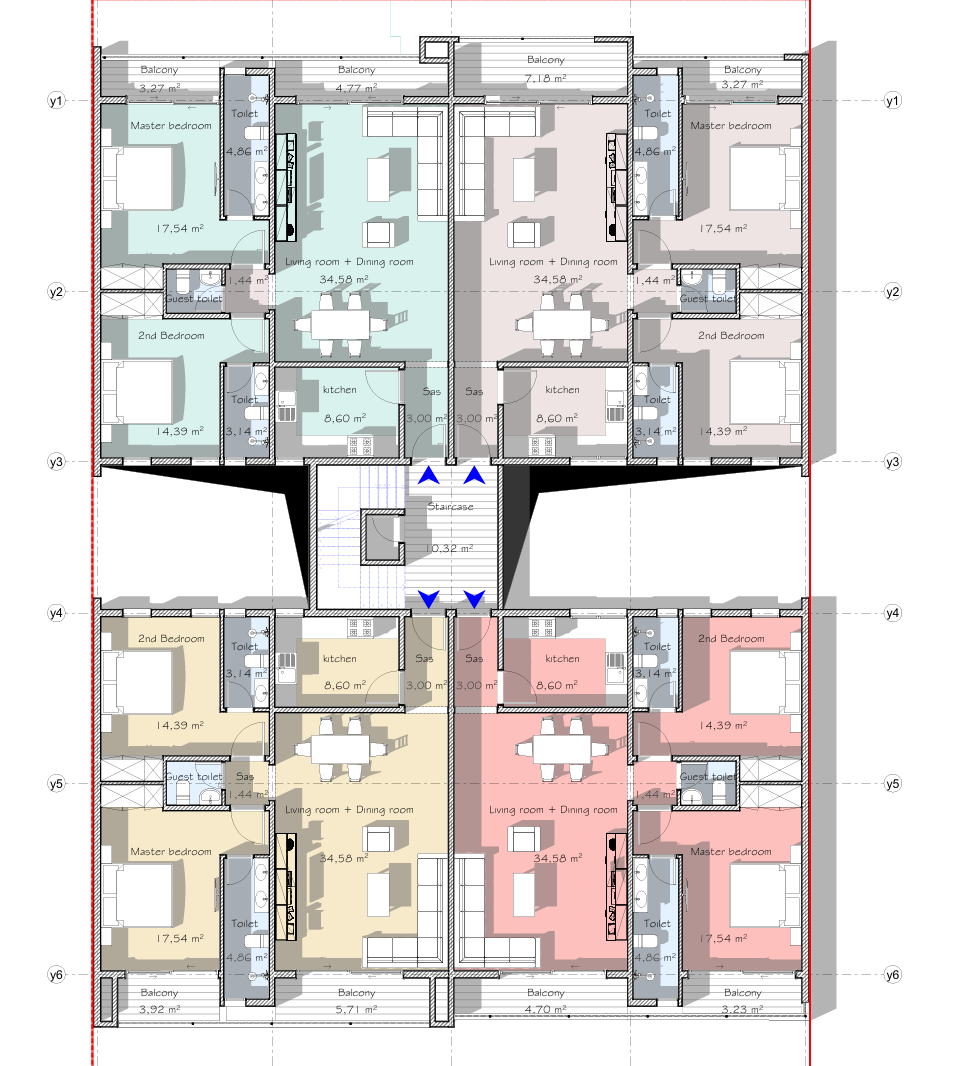 Balcony
3,27 m²
Balcony
4,77 m²
Balcony
7,18 m²
Balcony
3,27 m²
y1
y1
Master bedroom
Toilet
4,86 m²
Toilet
4,86 m²
Master bedroom
17,54 m²
17,54 m²
Living room + Dining room
34,58 m²
Living room + Dining room
34,58 m²
1,44 m²
1,44 m²
y2
y2
Guest toilet
Guest toilet
2nd Bedroom
2nd Bedroom
Toilet
3,14 m²
kitchen
8,60 m²
Sas
3,00 m²
Sas
3,00 m²
kitchen
8,60 m²
Toilet
3,14 m²
14,39 m²
14,39 m²
y3
y3
Staircase
10,32 m²
y4
y4
2nd Bedroom
Toilet
3,14 m²
kitchen
8,60 m²
Sas
3,00 m²
Sas
3,00 m²
kitchen
8,60 m²
Toilet
3,14 m²
2nd Bedroom
14,39 m²
14,39 m²
Guest toilet
Sas
1,44 m²
1,44 m²
Guest toilet
y5
y5
Living room + Dining room
34,58 m²
Living room + Dining room
34,58 m²
Master bedroom
Master bedroom
Toilet
4,86 m²
Toilet
4,86 m²
17,54 m²
17,54 m²
y6
y6
Balcony
3,92 m²
Balcony
5,71 m²
Balcony
4,70 m²
Balcony
3,23 m²